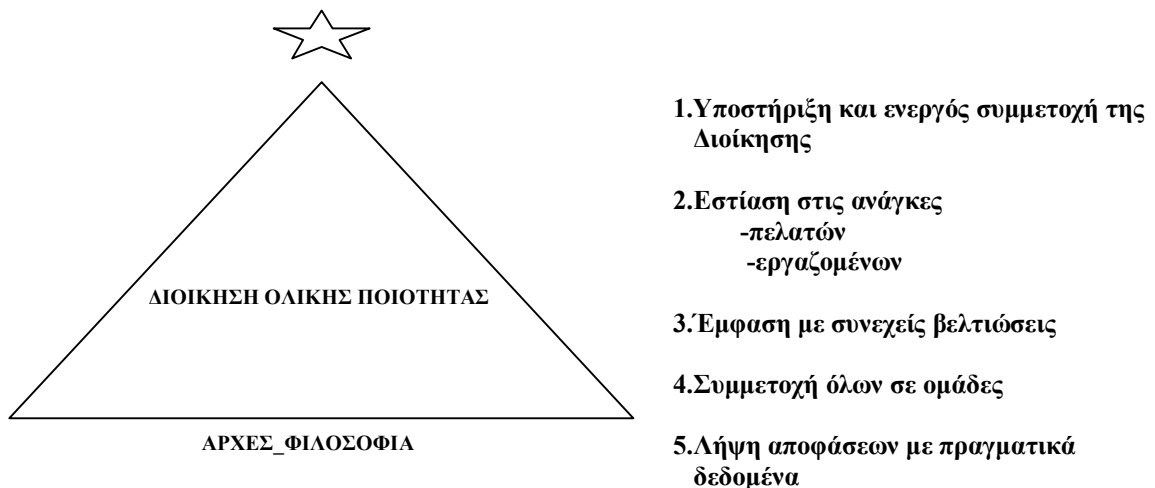 1.Υποστήριξη και ενεργός συμμετοχή της
Διοίκησης
2.Εστίαση στις ανάγκες
-πελατών
-εργαζομένων
ΔΙΟΙΚΗΣΗ ΟΛΙΚΗΣ ΠΟΙΟΤΗΤΑΣ
3.Έμφαση με συνεχείς βελτιώσεις
4.Συμμετοχή όλων σε ομάδες
ΑΡΧΕΣ_ΦΙΛΟΣΟΦΙΑ
5.Λήψη αποφάσεων με πραγματικά
δεδομένα